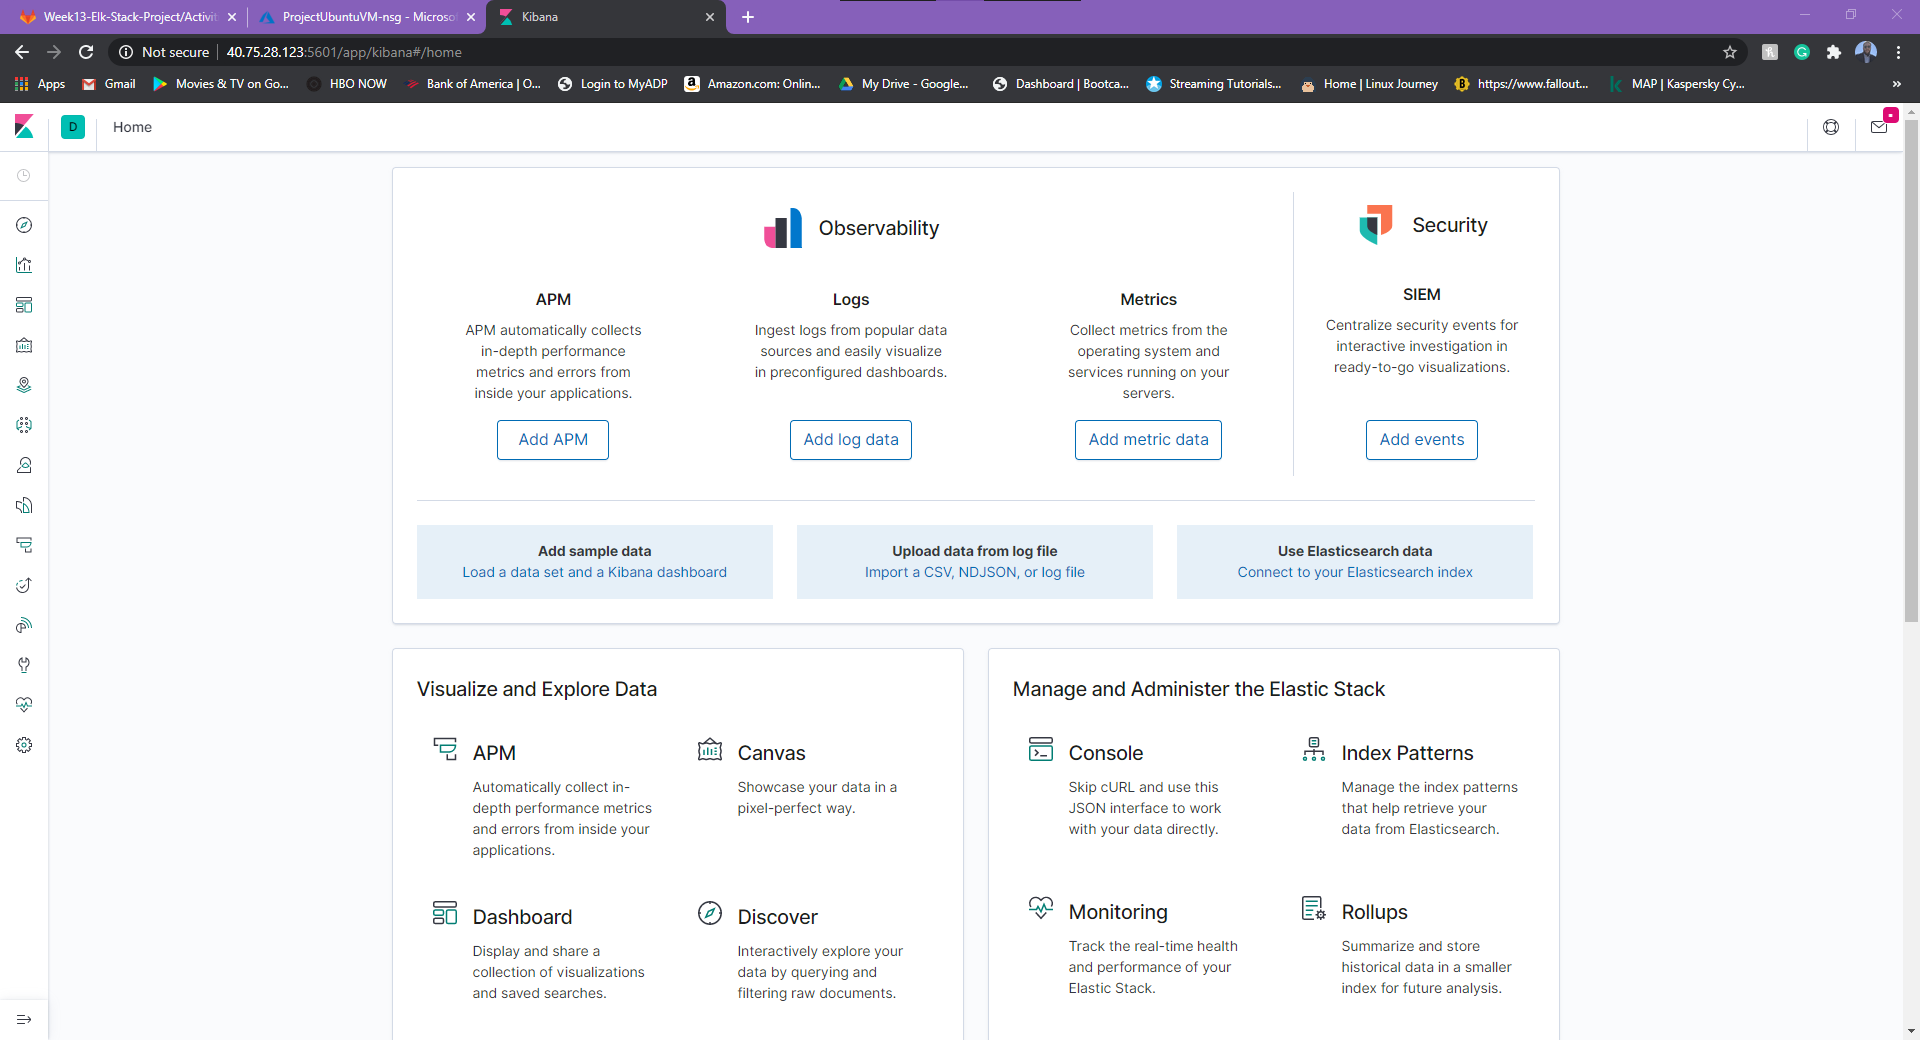 Week13-Elk-Stack-Project/Activit
ProjectUbuntuVM-nsg - Microso
Kibana
Not secure
40.75.28.123:5601/app/kibana#/home
Apps
Gmail
Movies & TV on Go...
HBO NOW
Bank of America | O...
Login to MyADP
Amazon.com: Onlin...
My Drive - Google...
Dashboard | Bootca...
Streaming Tutorials...
Home | Linux Journey
https://www.fallout...
MAP | Kaspersky Cy...
»
D
Home
Observability
Security
APM
APM automatically collects
in-depth performance
metrics and errors from
inside your applications.
Add APM
Logs
Ingest logs from popular data
sources and easily visualize
in preconfigured dashboards.
Add log data
Metrics
Collect metrics from the
operating system and
services running on your
servers.
Add metric data
SIEM
Centralize security events for
interactive investigation in
ready-to-go visualizations.
Add events
Add sample data
Load a data set and a Kibana dashboard
Upload data from log file
Import a CSV, NDJSON, or log file
Use Elasticsearch data
Connect to your Elasticsearch index
Visualize and Explore Data
APM
Automatically collect in-
depth performance metrics
and errors from inside your
applications.
Canvas
Showcase your data in a
pixel-perfect way.
Dashboard
Display and share a
collection of visualizations
and saved searches.
Discover
Interactively explore your
data by querying and
filtering raw documents.
Manage and Administer the Elastic Stack
Console
Skip cURL and use this
JSON interface to work
with your data directly.
Index Patterns
Manage the index patterns
that help retrieve your
data from Elasticsearch.
Monitoring
Track the real-time health
and performance of your
Elastic Stack.
Rollups
Summarize and store
historical data in a smaller
index for future analysis.